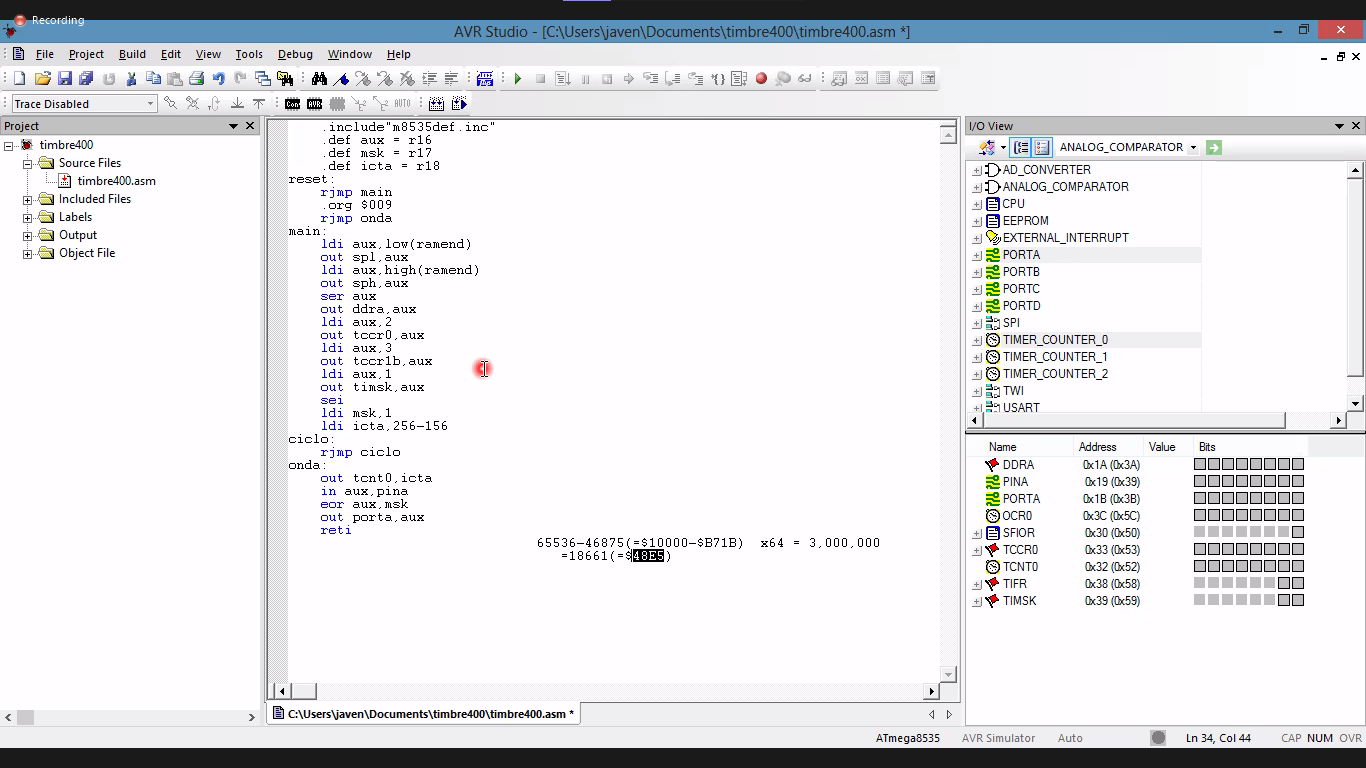 Recording
AVR Studio - [C:\Users\javen\Documents\timbre400\timbre400.asm *]
File Project Build Edit View Tools Debug Window Help
Trace Disabled
Con AVR AUTO
Project
timbre400
Source Files
timbre400.asm
Included Files
Labels
Output
Object File
.include"m8535def.inc"
.def aux = r16
.def msk = r17
.def icta = r18
reset:
rjmp main
.org $009
rjmp onda
main:
ldi aux,low(ramend)
out spl,aux
ldi aux,high(ramend)
out sph,aux
ser aux
out ddra,aux
ldi aux,2
out tccr0,aux
ldi aux,3
out tccr1b,aux
ldi aux,1
out timsk,aux
sei
ldi msk,1
ldi icta,256-156
ciclo:
rjmp ciclo
onda:
out tcnt0,icta
in aux,pina
eor aux,msk
out porta,aux
reti
65536-46875(=$10000-$B71B) x64 = 3,000,000
=18661(=$48E5)
C:\Users\javen\Documents\timbre400\timbre400.asm *
I/O View
ANALOG_COMPARATOR
AD_CONVERTER
ANALOG_COMPARATOR
CPU
EEPROM
EXTERNAL_INTERRUPT
PORTA
PORTB
PORTC
PORTD
SPI
TIMER_COUNTER_0
TIMER_COUNTER_1
TIMER_COUNTER_2
TWI
USART
Name Address Value Bits
DDRA 0x1A (0x3A)
PINA 0x19 (0x39)
PORTA 0x1B (0x3B)
OCR0 0x3C (0x5C)
SFIOR 0x30 (0x50)
TCCR0 0x33 (0x53)
TCNT0 0x32 (0x52)
TIFR 0x38 (0x58)
TIMSK 0x39 (0x59)
ATmega8535 AVR Simulator Auto Ln 34, Col 44 CAP NUM OVR